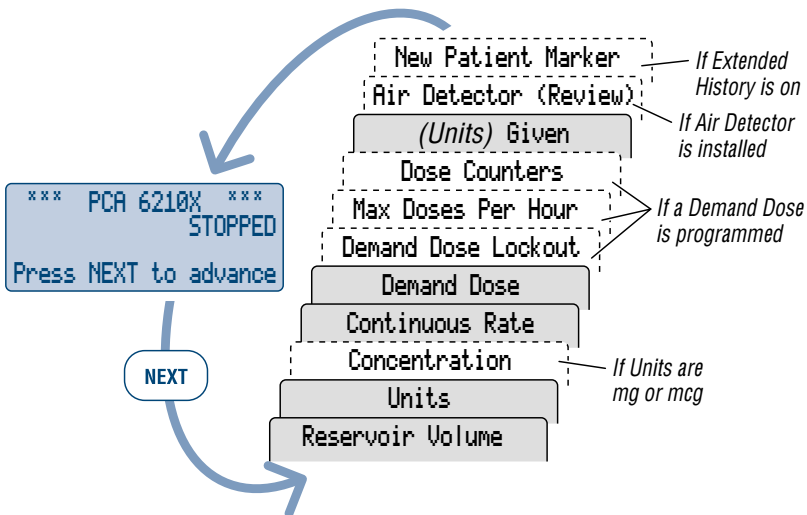 New Patient Marker
If Extended
History is on
Air Detector (Review)
If Air Detector
is installed
(Units) Given
Dose Counters
Max Doses Per Hour
Demand Dose Lockout
If a Demand Dose
is programmed
Demand Dose
Continuous Rate
Concentration
If Units are
mg or mcg
Units
Reservoir Volume
*** PCA 6210X ***
STOPPED
Press NEXT to advance
NEXT